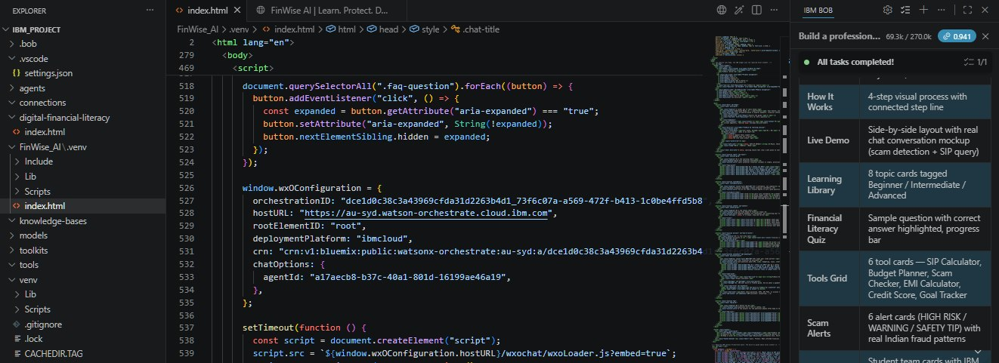 EXPLORER
IBM_PROJECT
.bob
.vscode
settings.json
agents
connections
digital-financial-literacy
index.html
FinWise_AI\.venv
Include
Lib
Scripts
index.html
knowledge-bases
models
toolkits
tools
venv
Lib
Scripts
.gitignore
.lock
CACHEDIR.TAG
index.html
FinWise AI | Learn. Protect. D...
FinWise_AI > .venv > index.html > html > head > style > .chat-title
2 <html lang="en">
279 <body>
469 <script>
518 document.querySelectorAll(".faq-question").forEach((button) => {
519 button.addEventListener("click", () => {
520 const expanded = button.getAttribute("aria-expanded") === "true";
521 button.setAttribute("aria-expanded", String(!expanded));
522 button.nextElementSibling.hidden = expanded;
523 });
524 });
525
526 window.wxOConfiguration = {
527 orchestrationID: "dce1d0c38c3a43969cfda31d2263b4d1_73f6c07a-a569-472f-b413-1c0be4ffd5b8",
528 hostURL: "https://au-syd.watson-orchestrate.cloud.ibm.com",
529 rootElementID: "root",
530 deploymentPlatform: "ibmcloud",
531 crn: "crn:v1:bluemix:public:watsonx-orchestrate:au-syd:a/dce1d0c38c3a43969cfda31d2263b4
532 chatOptions: {
533 agentId: "a17aecb8-b37c-40a1-801d-16199ae46a19",
534 },
535 };
536
537 setTimeout(function () {
538 const script = document.createElement("script");
539 script.src = `${window.wxOConfiguration.hostURL}/wxochat/wxoLoader.js?embed=true`;
IBM BOB
Build a profession... 69.3k / 270.0k 0.941
All tasks completed! 1/1
How It Works
4-step visual process with
connected step line
Live Demo
Side-by-side layout with real
chat conversation mockup
(scam detection + SIP query)
Learning Library
8 topic cards tagged
Beginner / Intermediate /
Advanced
Financial Literacy Quiz
Sample question with correct
answer highlighted, progress
bar
Tools Grid
6 tool cards — SIP Calculator,
Budget Planner, Scam
Checker, EMI Calculator,
Credit Score, Goal Tracker
Scam Alerts
6 alert cards (HIGH RISK /
WARNING / SAFETY TIP) with
real Indian fraud patterns
Student team cards with IBM